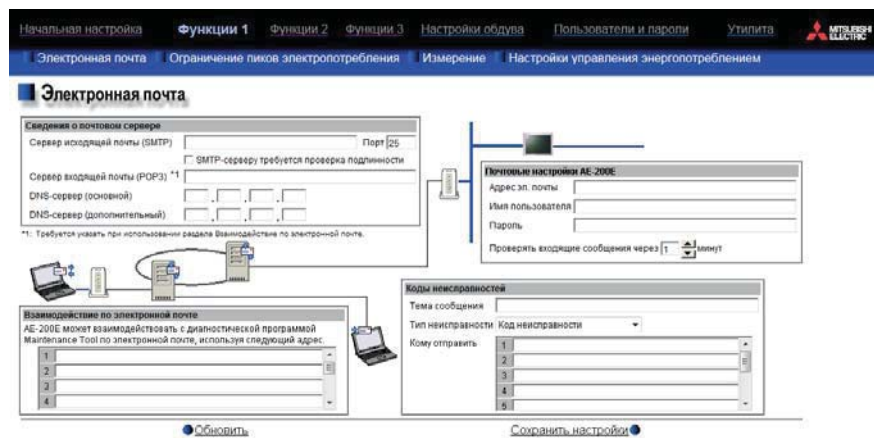 Начальная настройка Функции 1 Функции 2 Функции 3 Настройки обдува Пользователи и пароли Утилита MITSUBISHI ELECTRIC
Электронная почта Ограничение пиков электропотребления Измерение Настройки управления энергопотреблением
Электронная почта
Сведения о почтовом сервере
Сервер исходящей почты (SMTP) Порт 25
SMTP-серверу требуется проверка подлинности
Сервер входящей почты (POP3) *1
DNS-сервер (основной)
DNS-сервер (дополнительный)
*1: Требуется указать при использовании раздела Взаимодействие по электронной почте.
Почтовые настройки AE-200E
Адрес эл. почты
Имя пользователя
Пароль
Проверять входящие сообщения через 1 минут
Взаимодействие по электронной почте
AE-200E может взаимодействовать с диагностической программой
Maintenance Tool по электронной почте, используя следующий адрес.
1
2
3
4
Коды неисправностей
Тема сообщения
Тип неисправности Код неисправности
Кому отправить 1
2
3
4
5
Обновить Сохранить настройки